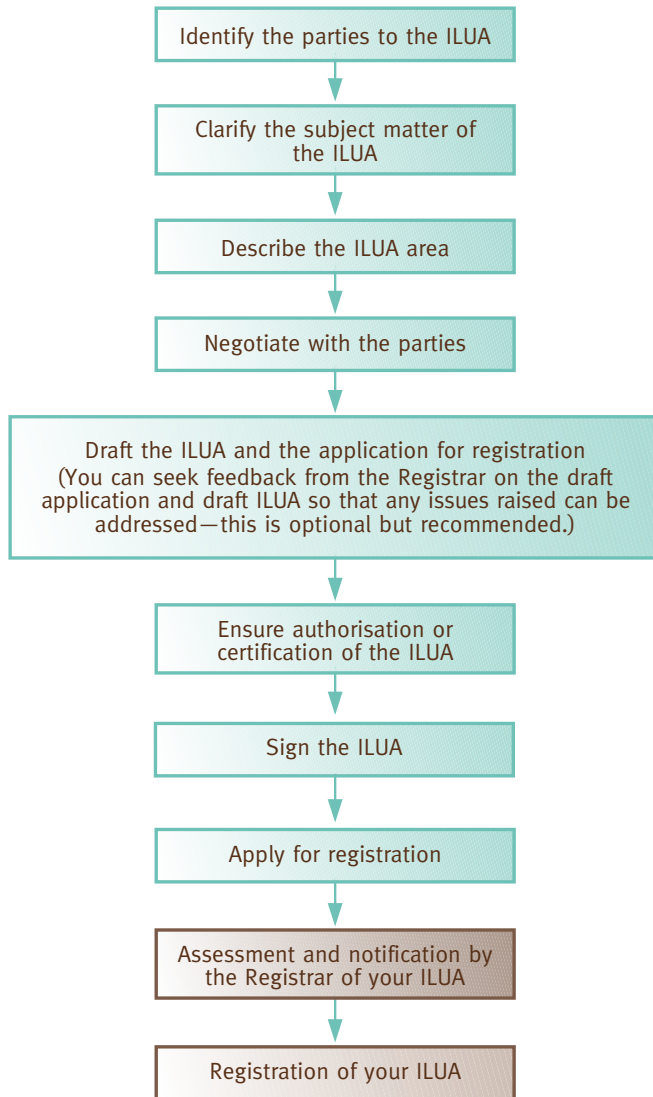 Identify the parties to the ILUA
Clarify the subject matter of
the ILUA
Describe the ILUA area
Negotiate with the parties
Draft the ILUA and the application for registration
(You can seek feedback from the Registrar on the draft
application and draft ILUA so that any issues raised can be
addressed—this is optional but recommended.)
Ensure authorisation or
certification of the ILUA
Sign the ILUA
Apply for registration
Assessment and notification by
the Registrar of your ILUA
Registration of your ILUA